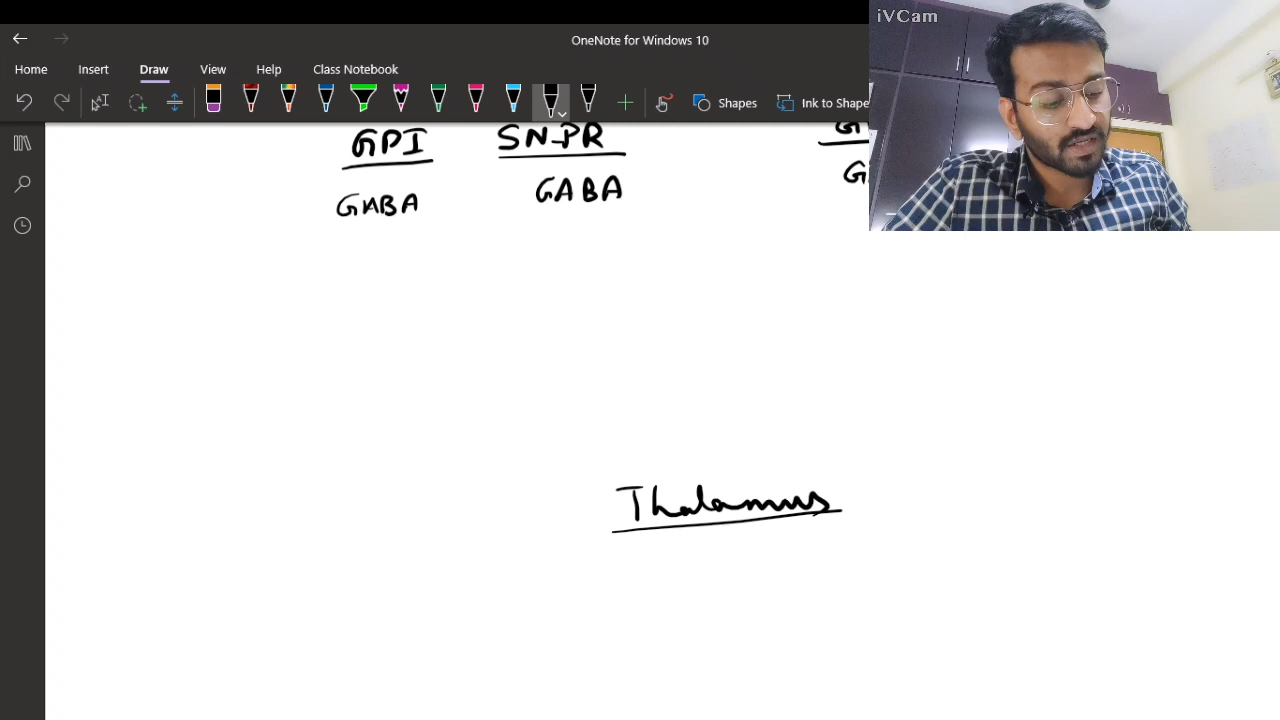 iVCam
OneNote for Windows 10
Home Insert Draw View Help Class Notebook
Shapes Ink to Shape
GPI SNPR
GABA GABA
Thalamus